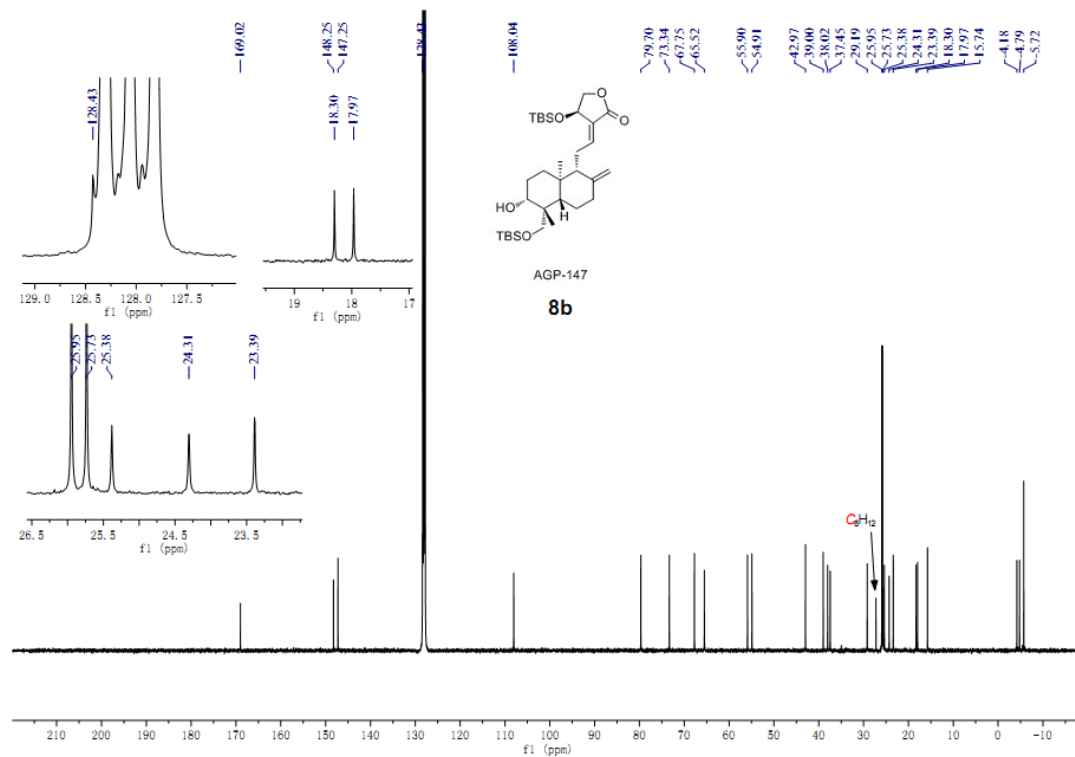 169.02
148.25
147.25
128.43
108.04
79.70
73.34
67.75
65.52
55.90
54.91
42.97
39.00
38.02
37.45
29.19
25.95
25.73
25.38
24.31
23.39
18.30
17.97
15.74
-4.18
-4.79
-5.72
128.43
129.0 128.5 128.0 127.5
f1 (ppm)
18.30
17.97
19 18 17
f1 (ppm)
O
TBSO
O
HO
H
TBSO
AGP-147
8b
25.95
25.73
25.38
24.31
23.39
26.5 25.5 24.5 23.5
f1 (ppm)
C₆H₁₂
210 200 190 180 170 160 150 140 130 120 110 100 90 80 70 60 50 40 30 20 10 0 -10
f1 (ppm)